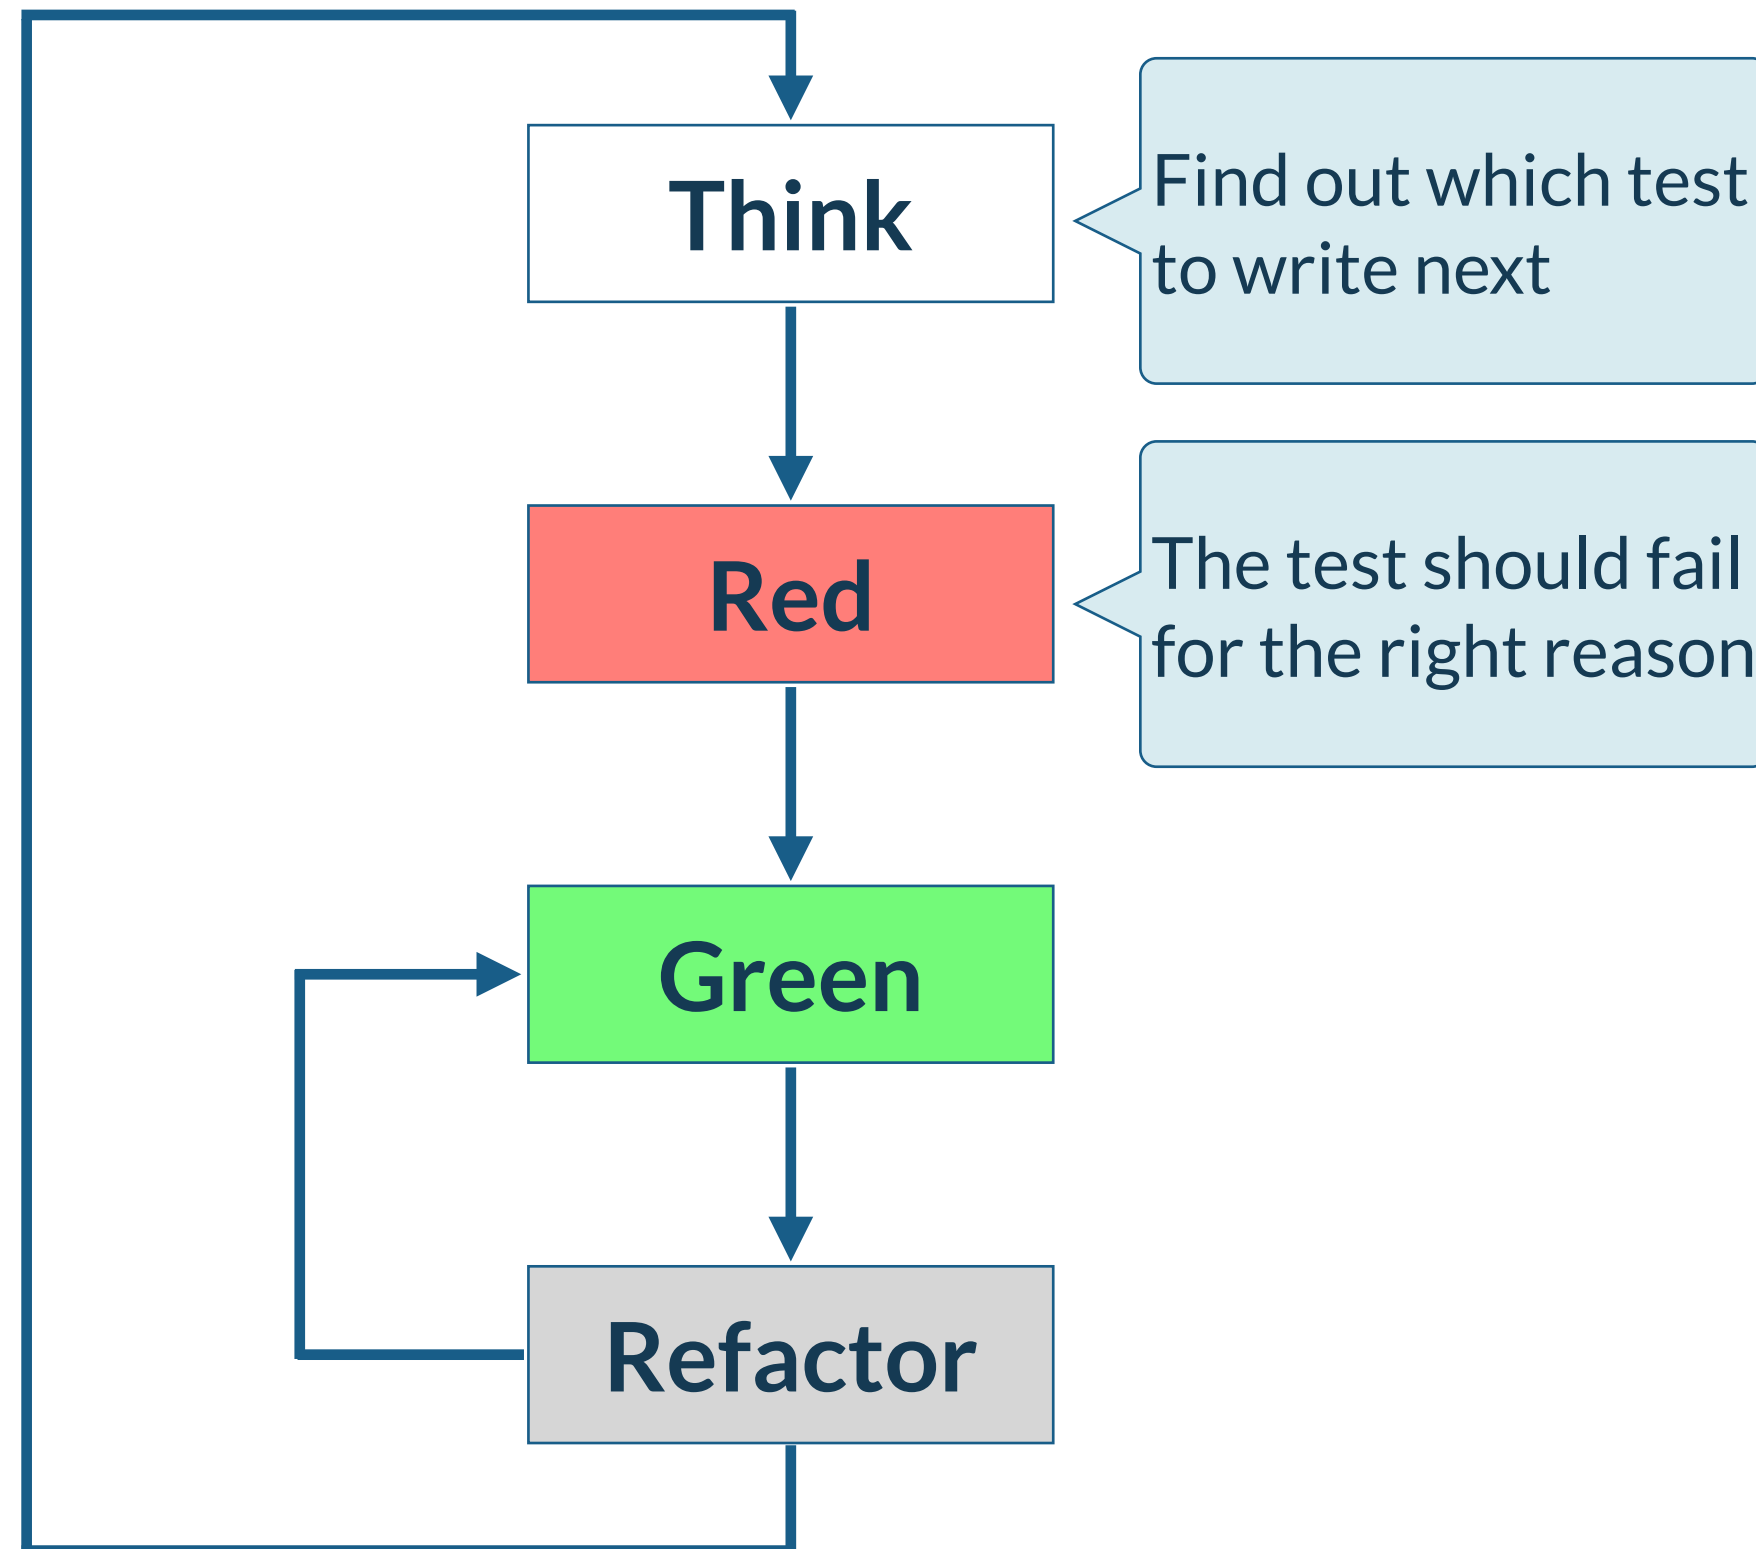 Think
Find out which test
to write next
Red
The test should fail
for the right reason
Green
Refactor